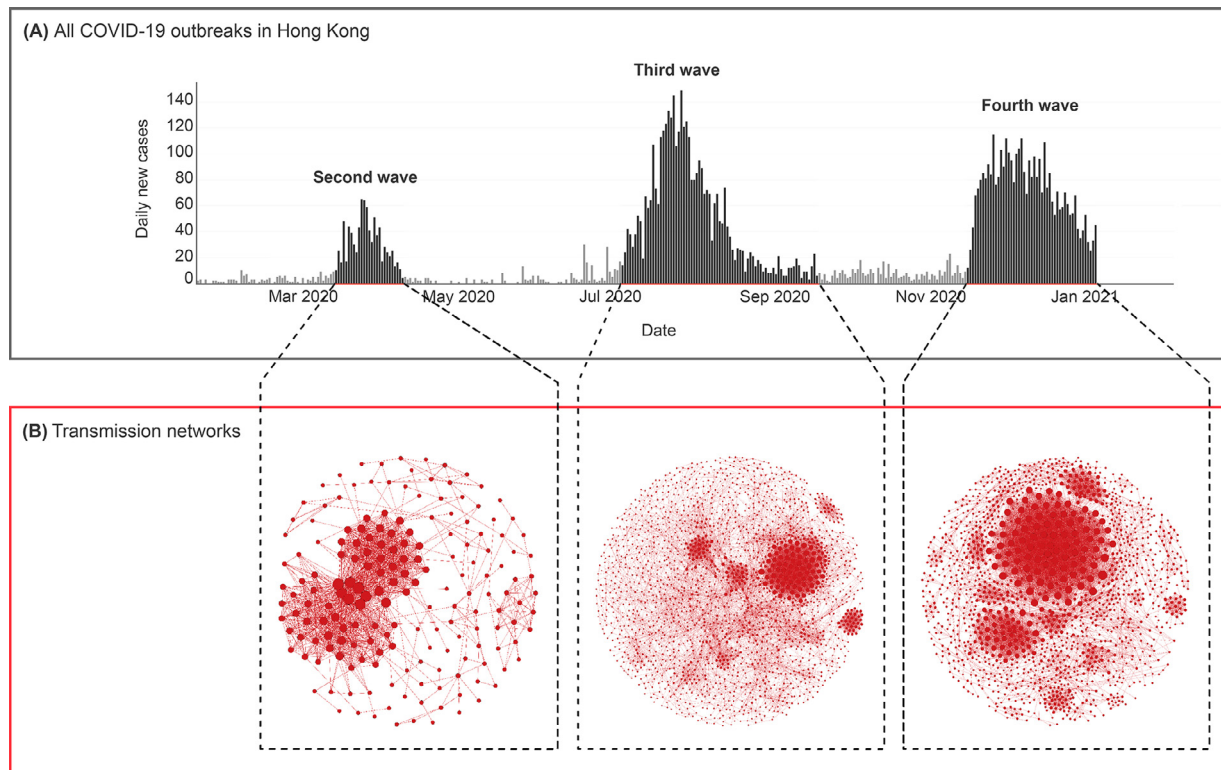 (A) All COVID-19 outbreaks in Hong Kong
Third wave
Fourth wave
Second wave
Daily new cases
140
120
100
80
60
40
20
0
Mar 2020 May 2020 Jul 2020 Sep 2020 Nov 2020 Jan 2021
Date
(B) Transmission networks